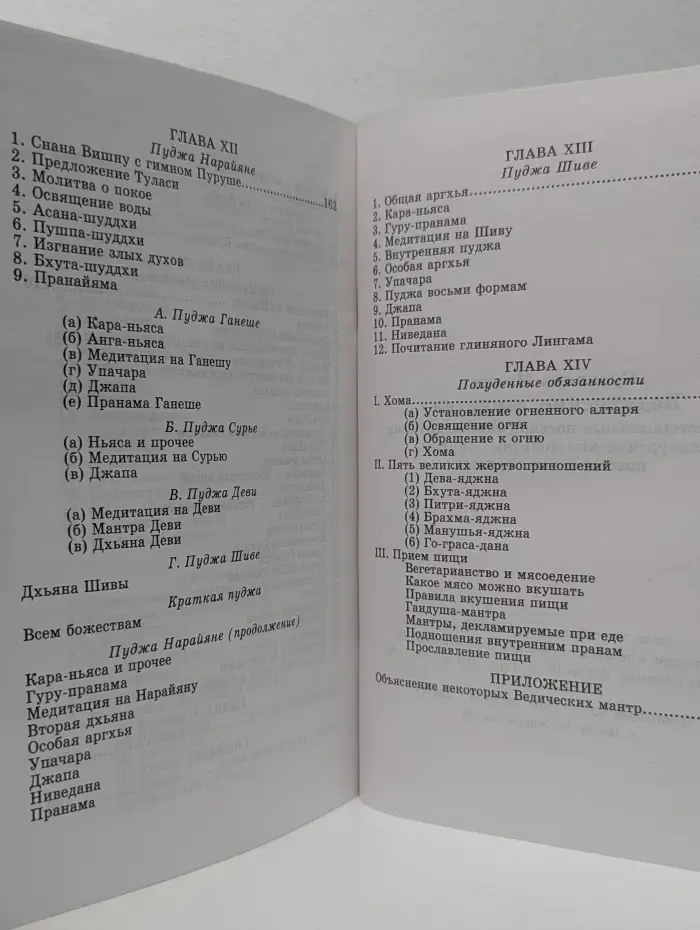 ГЛАВА XII
Пуджа Нарайяне
1. Снана Вишну с гимном Пуруше.....................162
2. Предложение Туласи
3. Молитва о покое
4. Освящение воды
5. Асана-шуддхи
6. Пушпа-шуддхи
7. Изгнание злых духов
8. Бхута-шуддхи
9. Пранайяма
А. Пуджа Ганеше
(а) Кара-ньяса
(б) Анга-ньяса
(в) Медитация на Ганешу
(г) Упачара
(д) Джапа
(е) Пранама Ганеше
Б. Пуджа Сурье
(а) Ньяса и прочее
(б) Медитация на Сурью
(в) Джапа
В. Пуджа Деви
(а) Медитация на Деви
(б) Мантра Деви
(в) Дхьяна Деви
Г. Пуджа Шиве
Дхьяна Шивы
Краткая пуджа
Всем божествам
Пуджа Нарайяне (продолжение)
Кара-ньяса и прочее
Гуру-пранама
Медитация на Нарайяну
Вторая дхьяна
Особая аргхья
Упачара
Джапа
Ниведана
Пранама
ГЛАВА XIII
Пуджа Шиве
1. Общая аргхья
2. Кара-ньяса
3. Гуру-пранама
4. Медитация на Шиву
5. Внутренняя пуджа
6. Особая аргхья
7. Упачара
8. Пуджа восьми формам
9. Джапа
10. Пранама
11. Ниведана
12. Почитание глиняного Лингама
ГЛАВА XIV
Полуденные обязанности
I. Хома
(а) Установление огненного алтаря
(б) Освящение огня
(в) Обращение к огню
(г) Хома
II. Пять великих жертвоприношений
(1) Дева-яджна
(2) Бхута-яджна
(3) Питри-яджна
(4) Брахма-яджна
(5) Манушья-яджна
(6) Го-граса-дана
III. Прием пищи
Вегетарианство и мясоедение
Какое мясо можно вкушать
Правила вкушения пищи
Гандуша-мантра
Мантры, декламируемые при еде
Подношения внутренним пранам
Прославление пищи
ПРИЛОЖЕНИЕ
Объяснение некоторых Ведических мантр